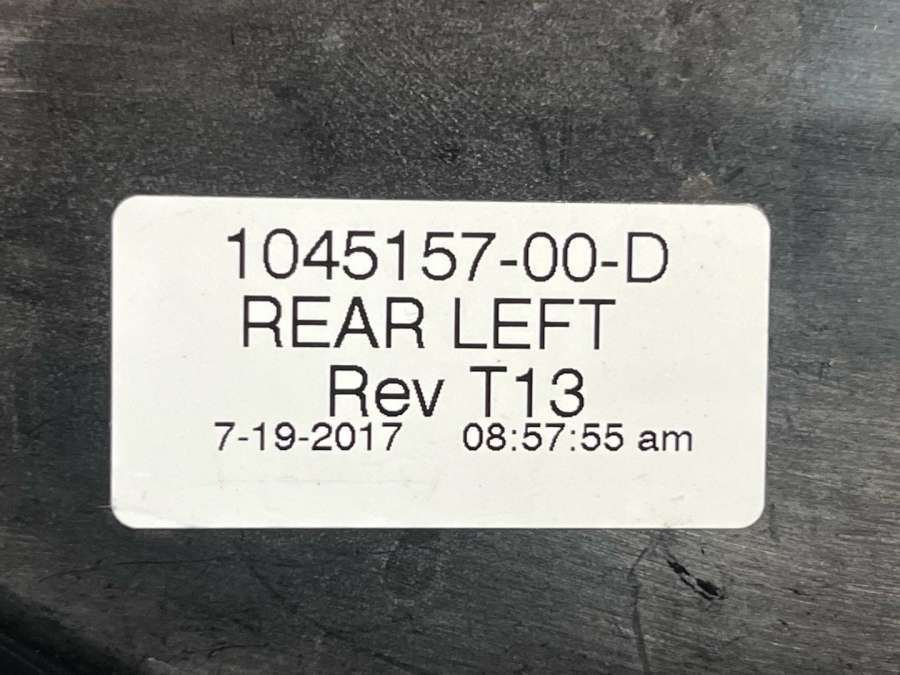 1045157-00-D
REAR LEFT
Rev T13
7-19-2017 08:57:55 am